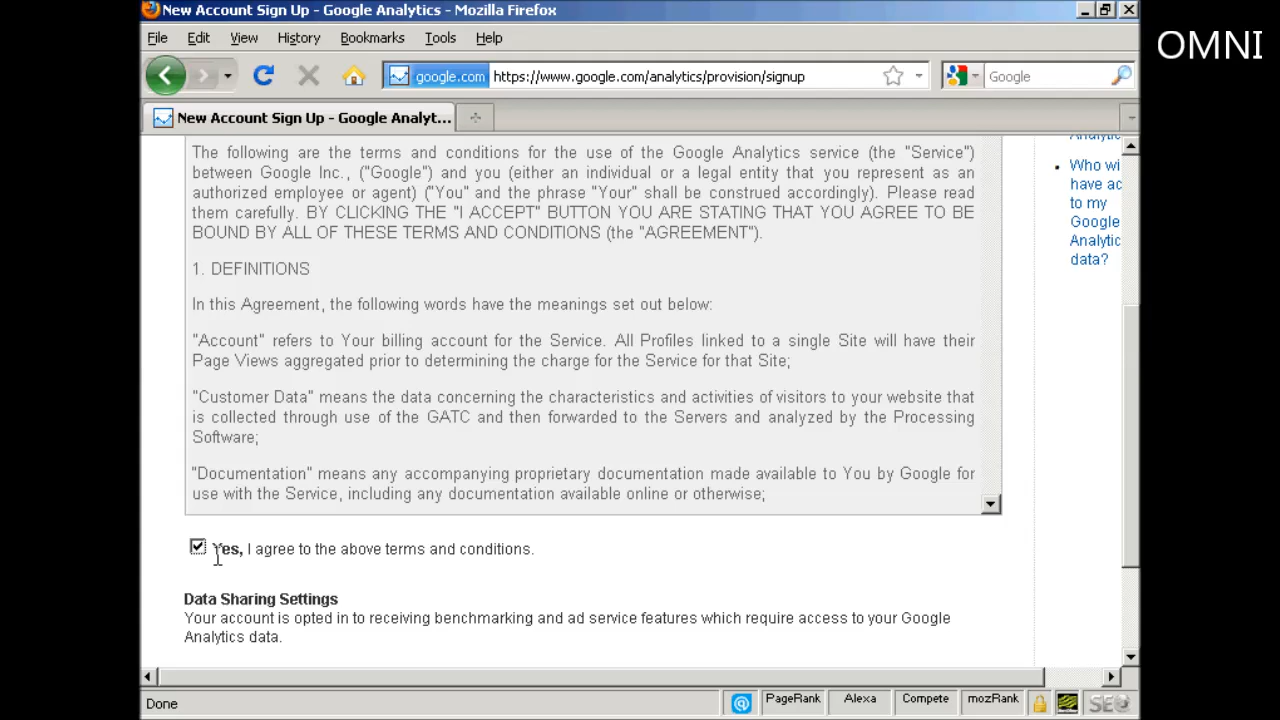 New Account Sign Up - Google Analytics - Mozilla Firefox
OMNI
File Edit View History Bookmarks Tools Help
google.com https://www.google.com/analytics/provision/signup Google
New Account Sign Up - Google Analyt...
The following are the terms and conditions for the use of the Google Analytics service (the "Service")
between Google Inc., ("Google") and you (either an individual or a legal entity that you represent as an
authorized employee or agent) ("You" and the phrase "Your" shall be construed accordingly). Please read
them carefully. BY CLICKING THE "I ACCEPT" BUTTON YOU ARE STATING THAT YOU AGREE TO BE
BOUND BY ALL OF THESE TERMS AND CONDITIONS (the "AGREEMENT").
1. DEFINITIONS
In this Agreement, the following words have the meanings set out below:
"Account" refers to Your billing account for the Service. All Profiles linked to a single Site will have their
Page Views aggregated prior to determining the charge for the Service for that Site;
"Customer Data" means the data concerning the characteristics and activities of visitors to your website that
is collected through use of the GATC and then forwarded to the Servers and analyzed by the Processing
Software;
"Documentation" means any accompanying proprietary documentation made available to You by Google for
use with the Service, including any documentation available online or otherwise;
Yes, I agree to the above terms and conditions.
Data Sharing Settings
Your account is opted in to receiving benchmarking and ad service features which require access to your Google
Analytics data.
Analytic
Who wi
have ac
to my
Google
Analytic
data?
Done
PageRank Alexa Compete mozRank SEO